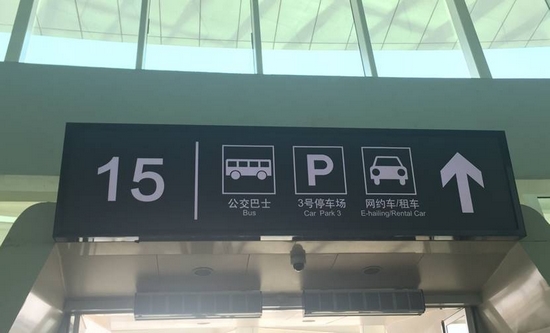 15
公交巴士
Bus
P
3号停车场
Car Park 3
网约车/租车
E-hailing/Rental Car